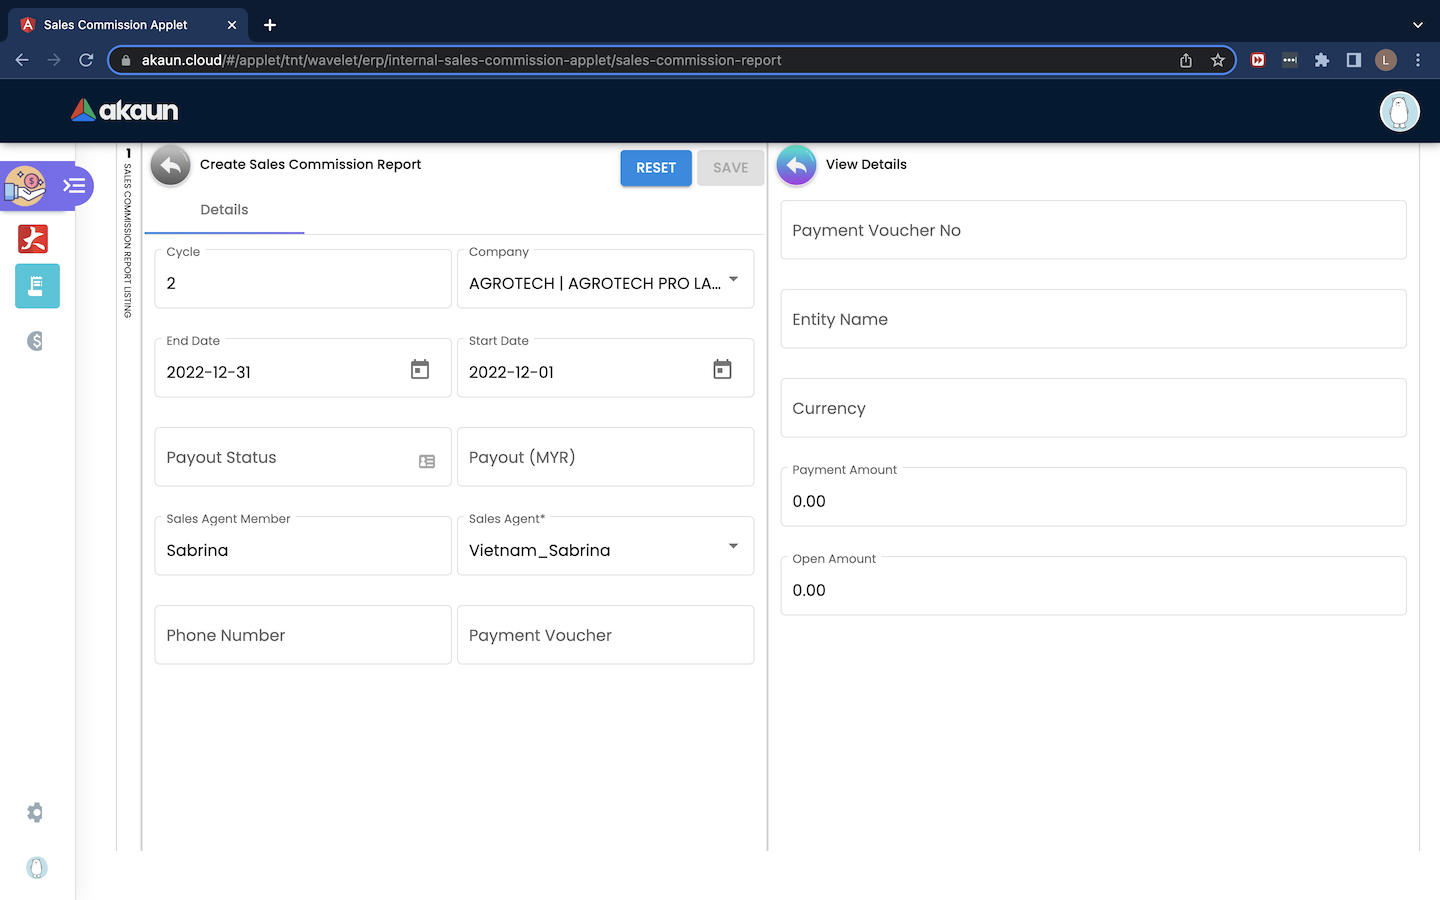 Sales Commission Applet
akaun.cloud/#/applet/tnt/wavelet/erp/internal-sales-commission-applet/sales-commission-report
L
akaun
1 SALES COMMISSION REPORT LISTING
Create Sales Commission Report
RESET
SAVE
Details
Cycle
2
Company
AGROTECH | AGROTECH PRO LA...
End Date
2022-12-31
Start Date
2022-12-01
Payout Status
Payout (MYR)
Sales Agent Member
Sabrina
Sales Agent*
Vietnam_Sabrina
Phone Number
Payment Voucher
View Details
Payment Voucher No
Entity Name
Currency
Payment Amount
0.00
Open Amount
0.00